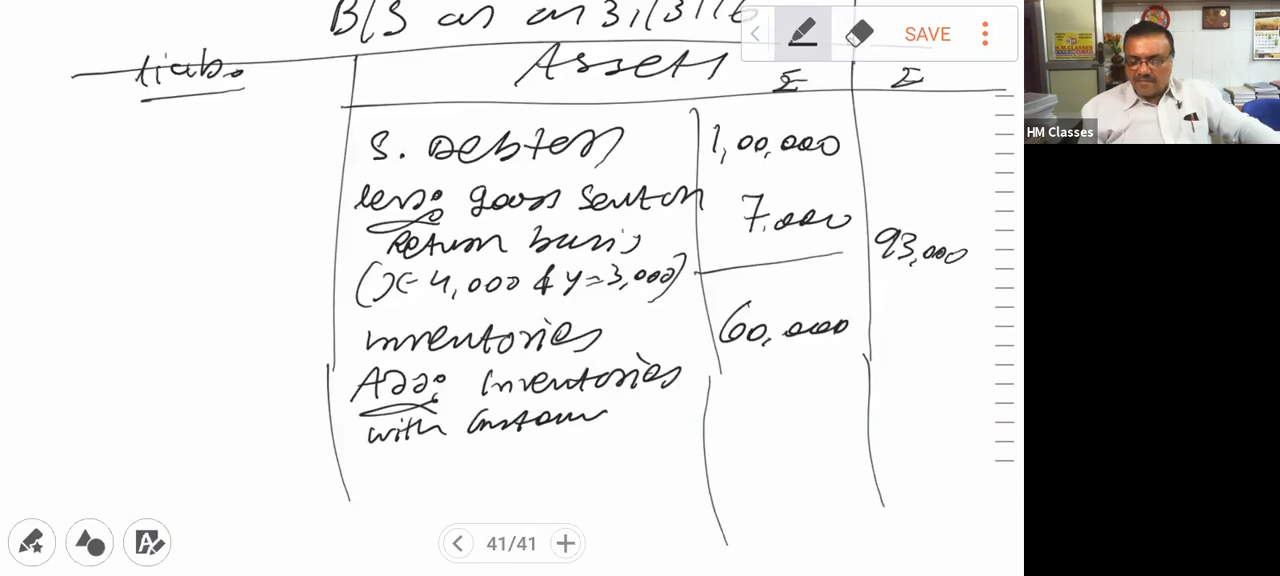 B/S as on 31/3/16
SAVE
Liab.
Assets
S. Debtors 1,00,000
Less: goods sent on 7,000
Return basis 93,000
(X= 4,000 & Y= 3,000)
Inventories 60,000
Add: Inventories
with Custom
41/41
HM Classes